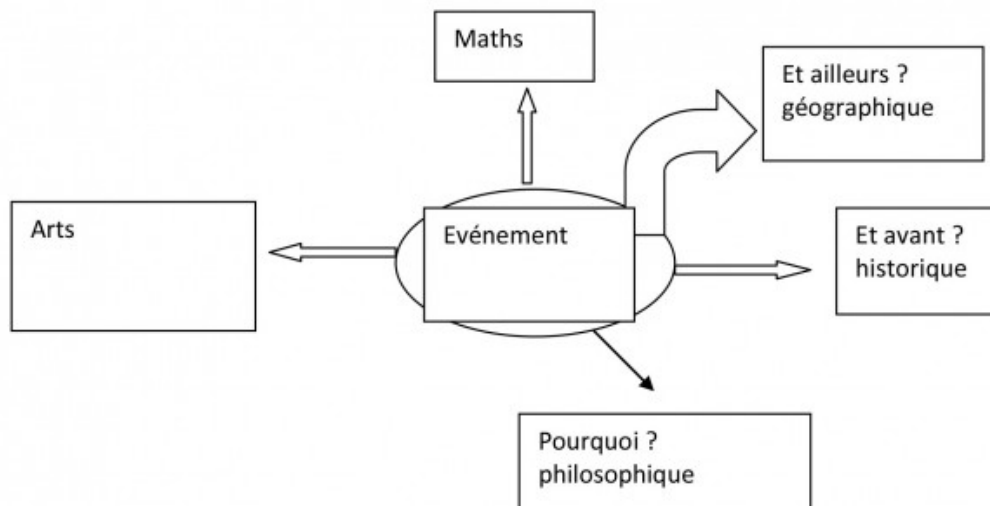 Maths
Et ailleurs ?
géographique
Arts
Evénement
Et avant ?
historique
Pourquoi ?
philosophique